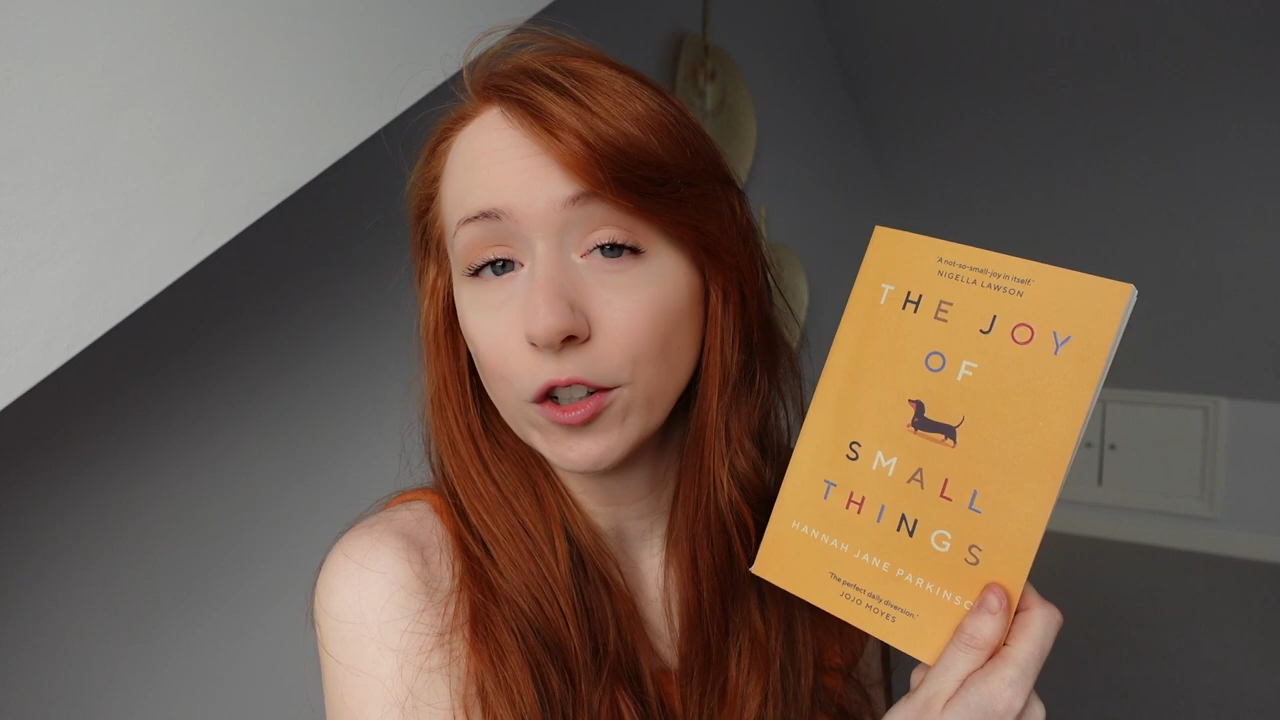 'A not-so-small-joy in itself.'
NIGELLA LAWSON
THE JOY
OF
SMALL
THINGS
HANNAH JANE PARKINSO
'The perfect daily diversion.'
JOJO MOYES